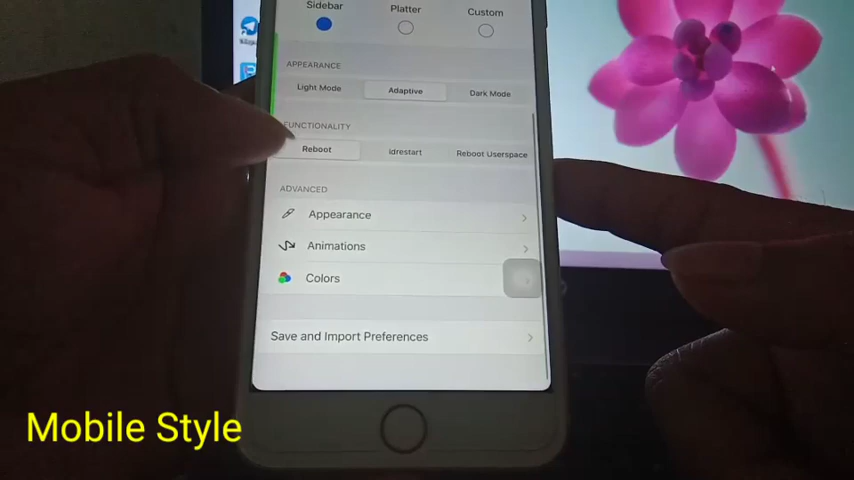 Sidebar
Platter
Custom
APPEARANCE
Light Mode
Adaptive
Dark Mode
FUNCTIONALITY
Reboot
ldrestart
Reboot Userspace
ADVANCED
Appearance
Animations
Colors
Save and Import Preferences
Mobile Style